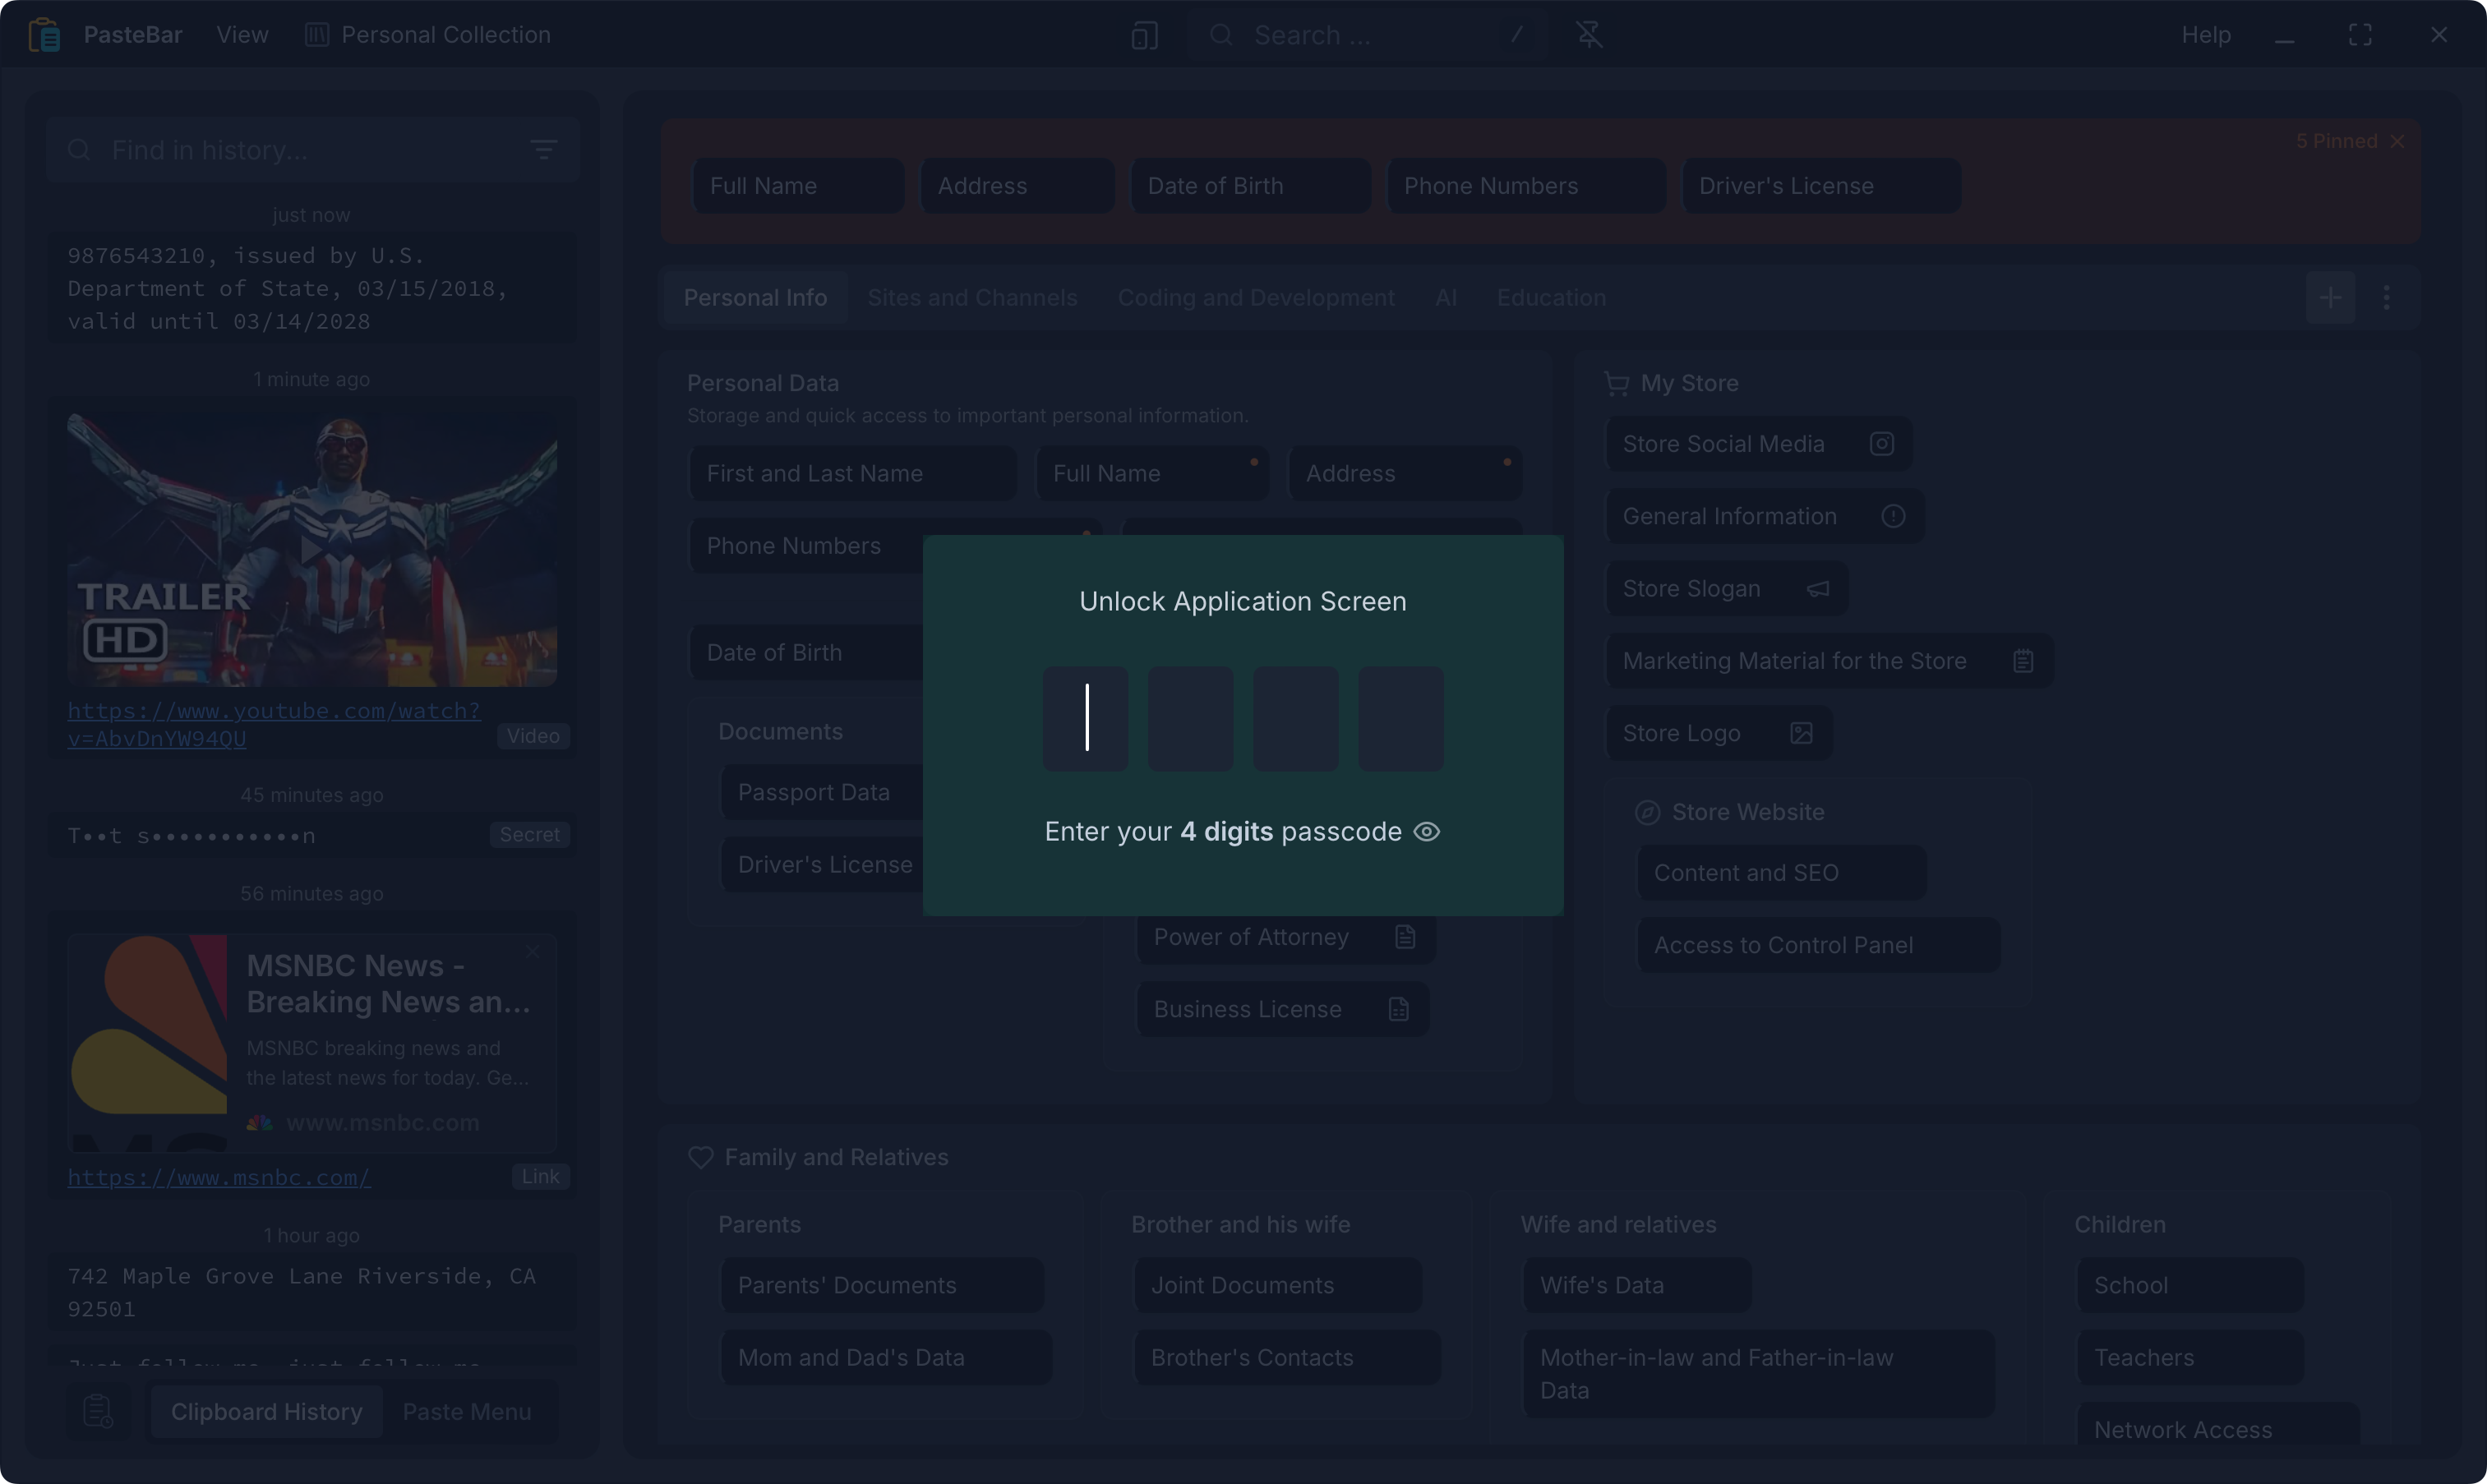 PasteBar View Personal Collection
Search ... /
Help
Find in history...
just now
9876543210, issued by U.S.
Department of State, 03/15/2018,
valid until 03/14/2028
1 minute ago
TRAILER
HD
https://www.youtube.com/watch?
v=AbvDnYW94QU
Video
45 minutes ago
T••t s•••••••••••n
Secret
56 minutes ago
MSNBC News -
Breaking News an...
MSNBC breaking news and
the latest news for today. Ge...
www.msnbc.com
https://www.msnbc.com/
Link
1 hour ago
742 Maple Grove Lane Riverside, CA
92501
Just follow me, just follow me
Clipboard History Paste Menu
5 Pinned
Full Name Address Date of Birth Phone Numbers Driver's License
Personal Info Sites and Channels Coding and Development AI Education
Personal Data
Storage and quick access to important personal information.
First and Last Name Full Name Address
Phone Numbers
Date of Birth
Documents
Passport Data
Driver's License
Power of Attorney
Business License
Unlock Application Screen
Enter your 4 digits passcode
My Store
Store Social Media
General Information
Store Slogan
Marketing Material for the Store
Store Logo
Store Website
Content and SEO
Access to Control Panel
Family and Relatives
Parents
Parents' Documents
Mom and Dad's Data
Brother and his wife
Joint Documents
Brother's Contacts
Wife and relatives
Wife's Data
Mother-in-law and Father-in-law
Data
Children
School
Teachers
Network Access